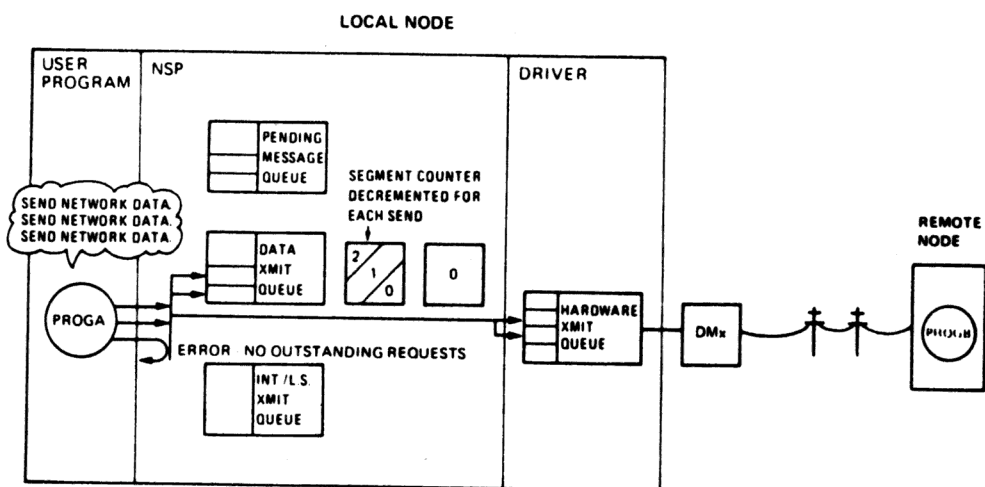 LOCAL NODE
USER
PROGRAM
NSP
DRIVER
PENDING
MESSAGE
QUEUE
SEGMENT COUNTER
DECREMENTED FOR
EACH SEND
SEND NETWORK DATA.
SEND NETWORK DATA.
SEND NETWORK DATA.
DATA
XMIT
QUEUE
2
1
0
0
REMOTE
NODE
PROGA
HARDWARE
XMIT
QUEUE
DMx
PROGB
ERROR NO OUTSTANDING REQUESTS
INT/L.S.
XMIT
QUEUE